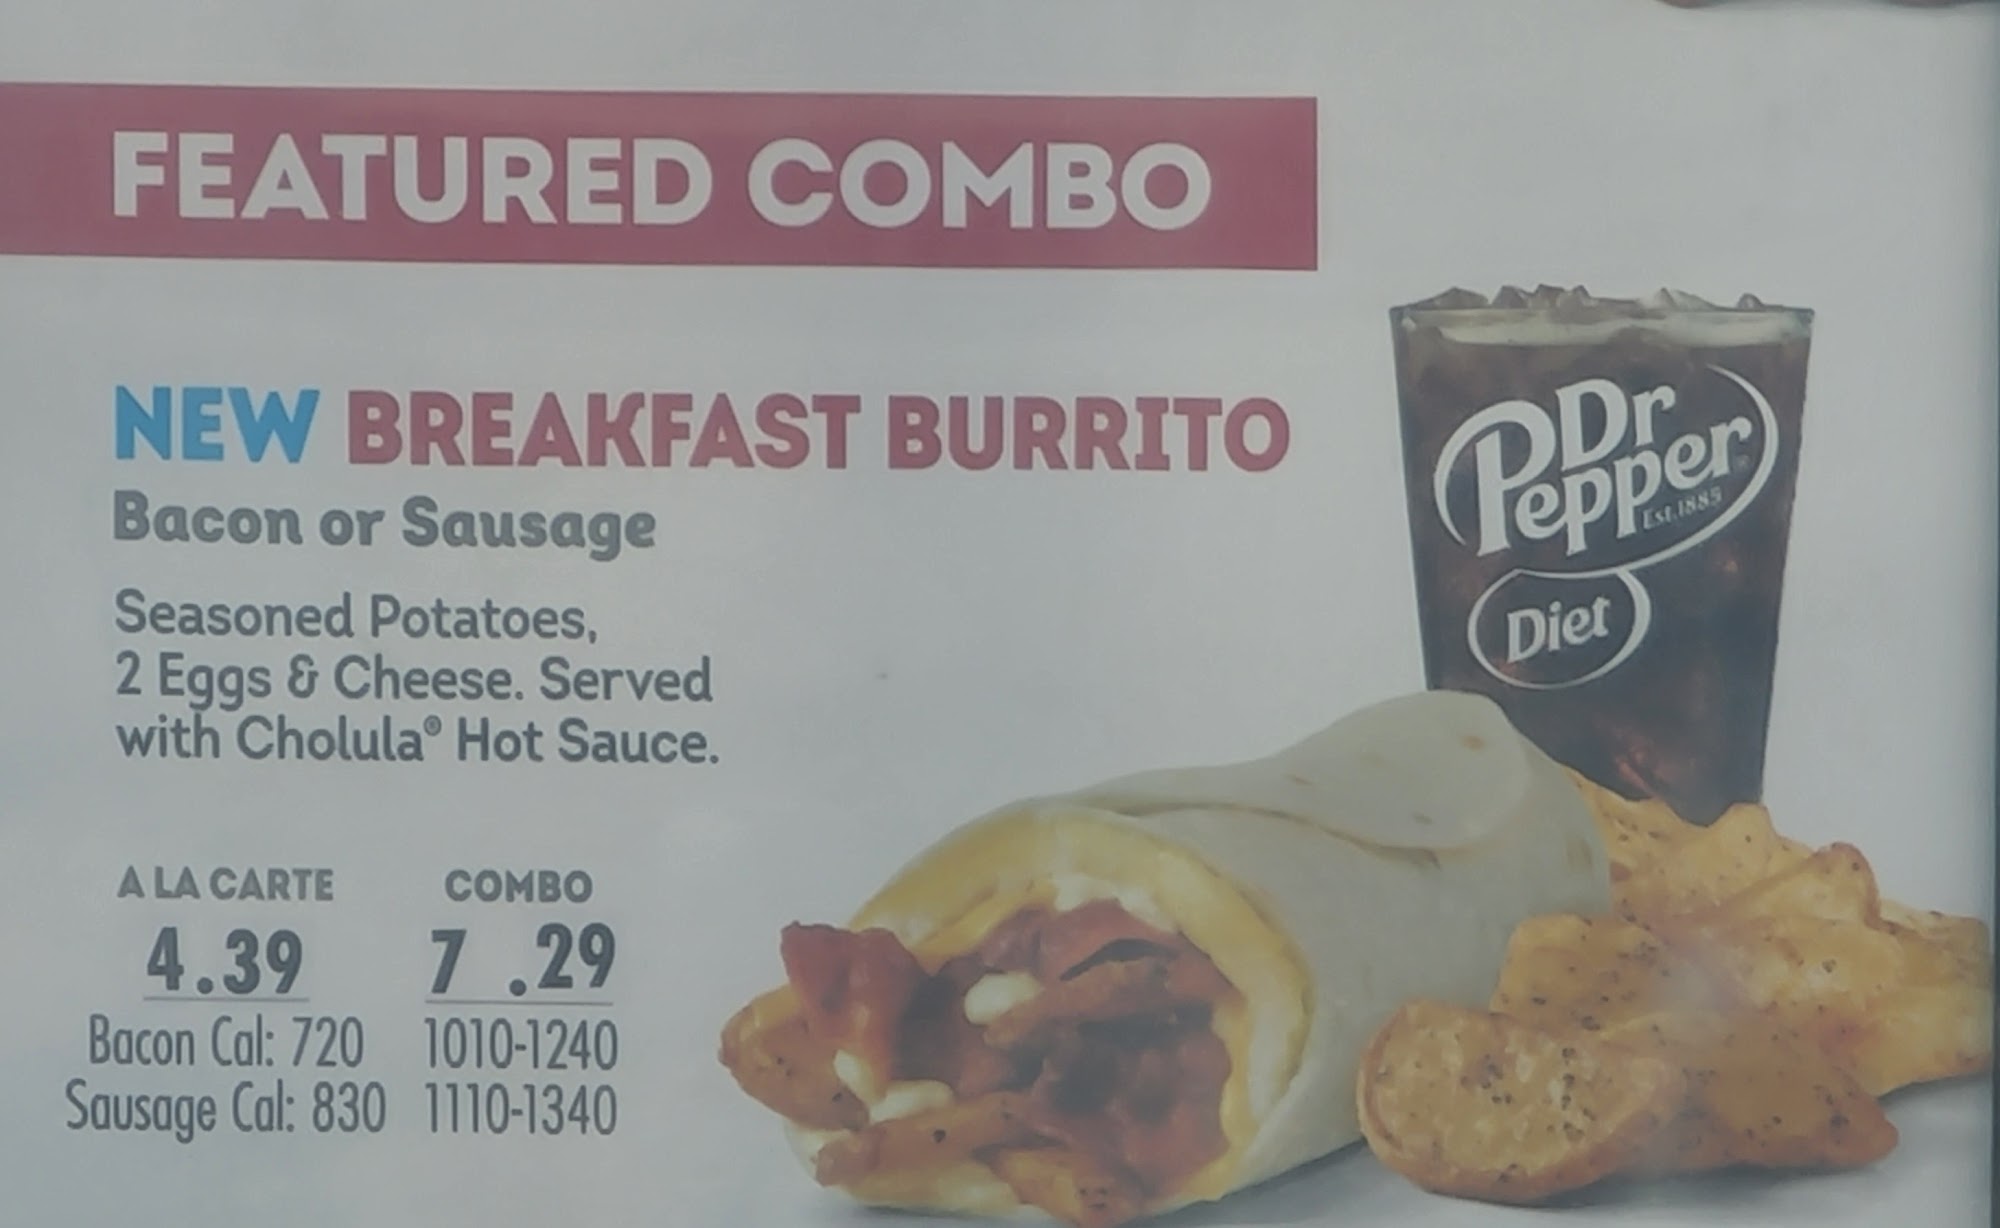 FEATURED COMBO
NEW BREAKFAST BURRITO
Bacon or Sausage
Seasoned Potatoes,
2 Eggs & Cheese. Served
with Cholula® Hot Sauce.
A LA CARTE COMBO
4.39 7 .29
Bacon Cal: 720 1010-1240
Sausage Cal: 830 1110-1340
Dr
Pepper
Est.1885
Diet